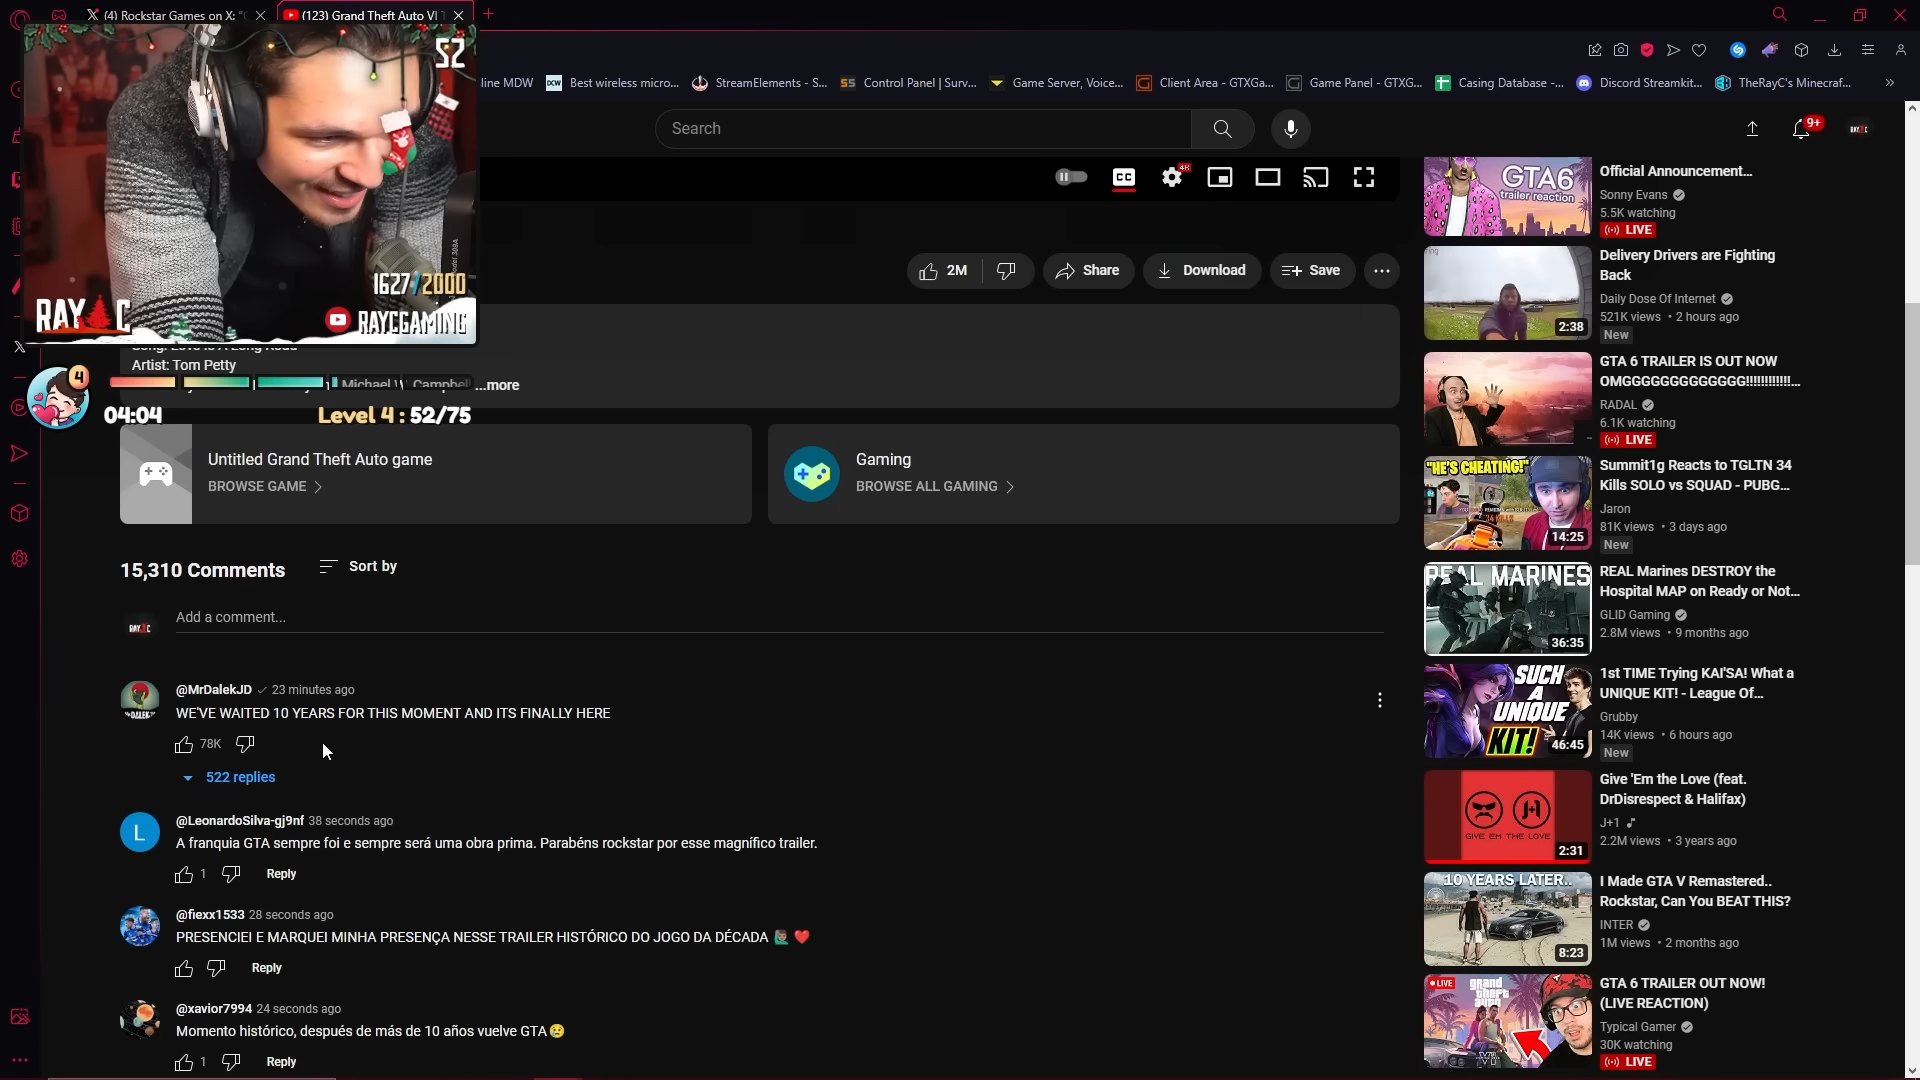 (4) Rockstar Games on X: "
(123) Grand Theft Auto VI T
52
line MDW
DCW
Best wireless micro...
StreamElements - S...
SS
Control Panel | Surv...
Game Server, Voice...
Client Area - GTXGa...
Game Panel - GTXG...
Casing Database -...
Discord Streamkit...
TheRayC's Minecraf...
Search
9+
CC
4K
1627/2000
RAY C
RAYCGAMING
2M
Share
Download
Save
Artist: Tom Petty
Michael W Campbel ...more
4
04:04
Level 4 : 52/75
Untitled Grand Theft Auto game
BROWSE GAME
Gaming
BROWSE ALL GAMING
15,310 Comments
Sort by
Add a comment...
@MrDalekJD 23 minutes ago
WE'VE WAITED 10 YEARS FOR THIS MOMENT AND ITS FINALLY HERE
78K
522 replies
L
@LeonardoSilva-gj9nf 38 seconds ago
A franquia GTA sempre foi e sempre será uma obra prima. Parabéns rockstar por esse magnífico trailer.
1
Reply
@fiexx1533 28 seconds ago
PRESENCIEI E MARQUEI MINHA PRESENÇA NESSE TRAILER HISTÓRICO DO JOGO DA DÉCADA 🙋🏽‍♂️ ❤️
Reply
@xavior7994 24 seconds ago
Momento histórico, después de más de 10 años vuelve GTA😢
1
Reply
GTA6
trailer reaction
Official Announcement...
Sonny Evans
5.5K watching
LIVE
2:38
Delivery Drivers are Fighting
Back
Daily Dose Of Internet
521K views • 2 hours ago
New
GTA 6 TRAILER IS OUT NOW
OMGGGGGGGGGGGGG!!!!!!!!!!!!!...
RADAL
6.1K watching
LIVE
"HE'S CHEATING!"
14:25
Summit1g Reacts to TGLTN 34
Kills SOLO vs SQUAD - PUBG...
Jaron
81K views • 3 days ago
New
REAL MARINES
36:35
REAL Marines DESTROY the
Hospital MAP on Ready or Not...
GLID Gaming
2.8M views • 9 months ago
SUCH
A
UNIQUE
KIT!
46:45
1st TIME Trying KAI'SA! What a
UNIQUE KIT! - League Of...
Grubby
14K views • 6 hours ago
New
GIVE 'EM THE LOVE
2:31
Give 'Em the Love (feat.
DrDisrespect & Halifax)
J+1
2.2M views • 3 years ago
10 YEARS LATER..
8:23
I Made GTA V Remastered..
Rockstar, Can You BEAT THIS?
INTER
1M views • 2 months ago
LIVE
grand
theft
auto
GTA 6 TRAILER OUT NOW!
(LIVE REACTION)
Typical Gamer
30K watching
LIVE